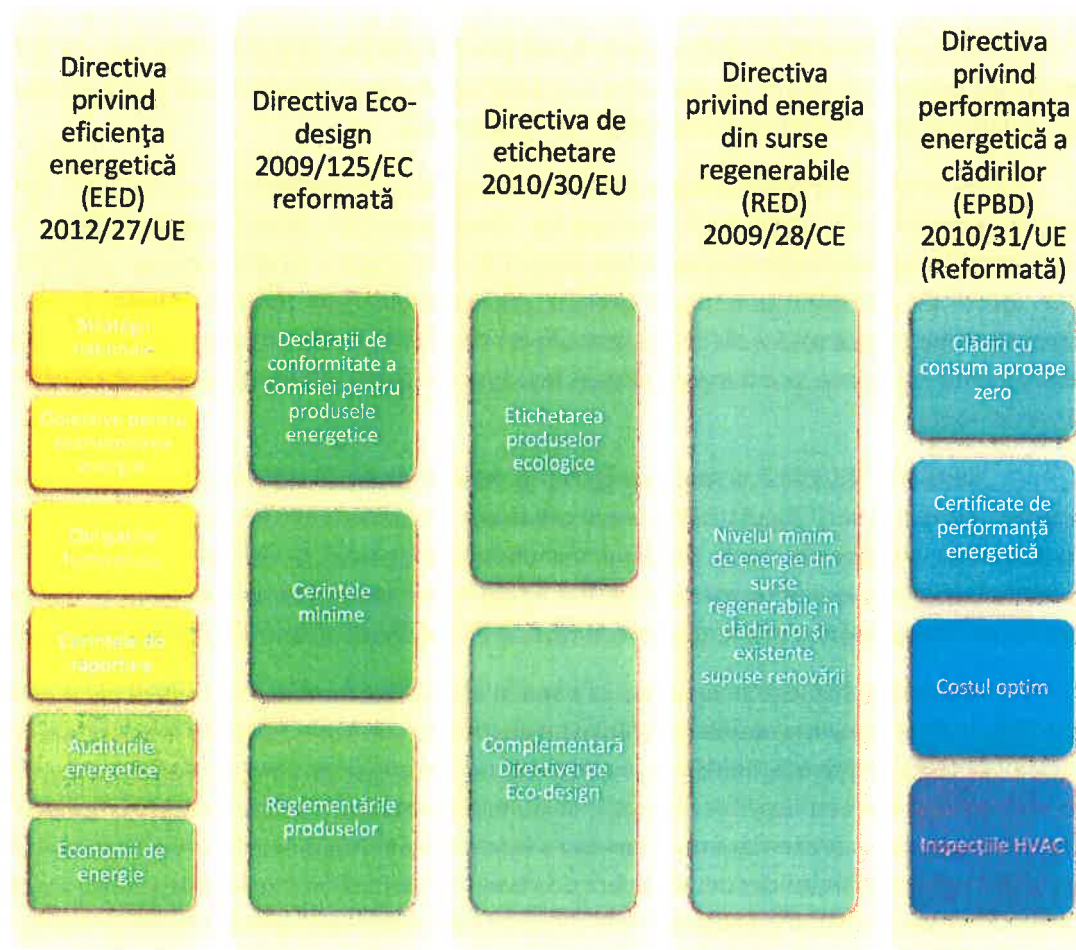 Directiva
privind
eficiența
energetică
(EED)
2012/27/UE
Strategii
naționale
Obiective pentru
economisirea
energiei
Obligațiile
furnizorilor
Cerințele de
raportare
Auditurile
energetice
Economii de
energie
Directiva Eco-
design
2009/125/EC
reformată
Declarații de
conformitate a
Comisiei pentru
produsele
energetice
Cerințele
minime
Reglementările
produselor
Directiva de
etichetare
2010/30/EU
Etichetarea
produselor
ecologice
Complementară
Directivei pe
Eco-design
Directiva
privind energia
din surse
regenerabile
(RED)
2009/28/CE
Nivelul minim
de energie din
surse
regenerabile în
clădiri noi și
existente
supuse renovării
Directiva
privind
performanța
energetică a
clădirilor
(EPBD)
2010/31/UE
(Reformată)
Clădiri cu
consum aproape
zero
Certificate de
performanță
energetică
Costul optim
Inspecțiile HVAC